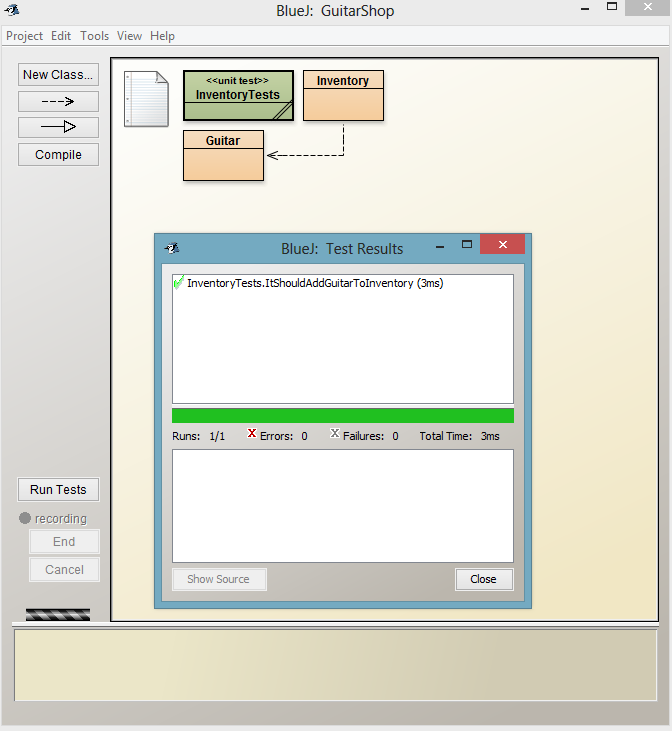 BlueJ: GuitarShop
Project Edit Tools View Help
New Class...
<<unit test>>
InventoryTests
Inventory
Guitar
Compile
BlueJ: Test Results
InventoryTests.ItShouldAddGuitarToInventory (3ms)
Runs: 1/1 X Errors: 0 X Failures: 0 Total Time: 3ms
Show Source Close
Run Tests
recording
End
Cancel